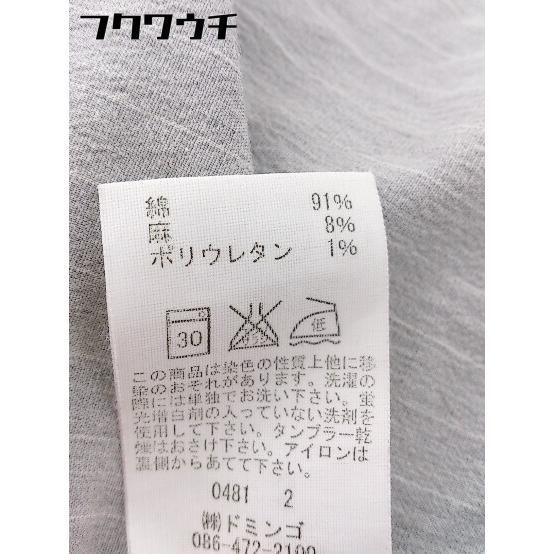 フクワウチ
綿 91%
麻 8%
ポリウレタン 1%
30
低
この商品は染色の性質上他に移
染のおそれがあります。洗濯の
際には単独でお洗い下さい。蛍
光増白剤の入っていない洗剤を
使用して下さい。タンブラー乾
燥はおさけ下さい。アイロンは
裏側からあてて下さい。
0481 2
㈱ドミンゴ
086-472-2100